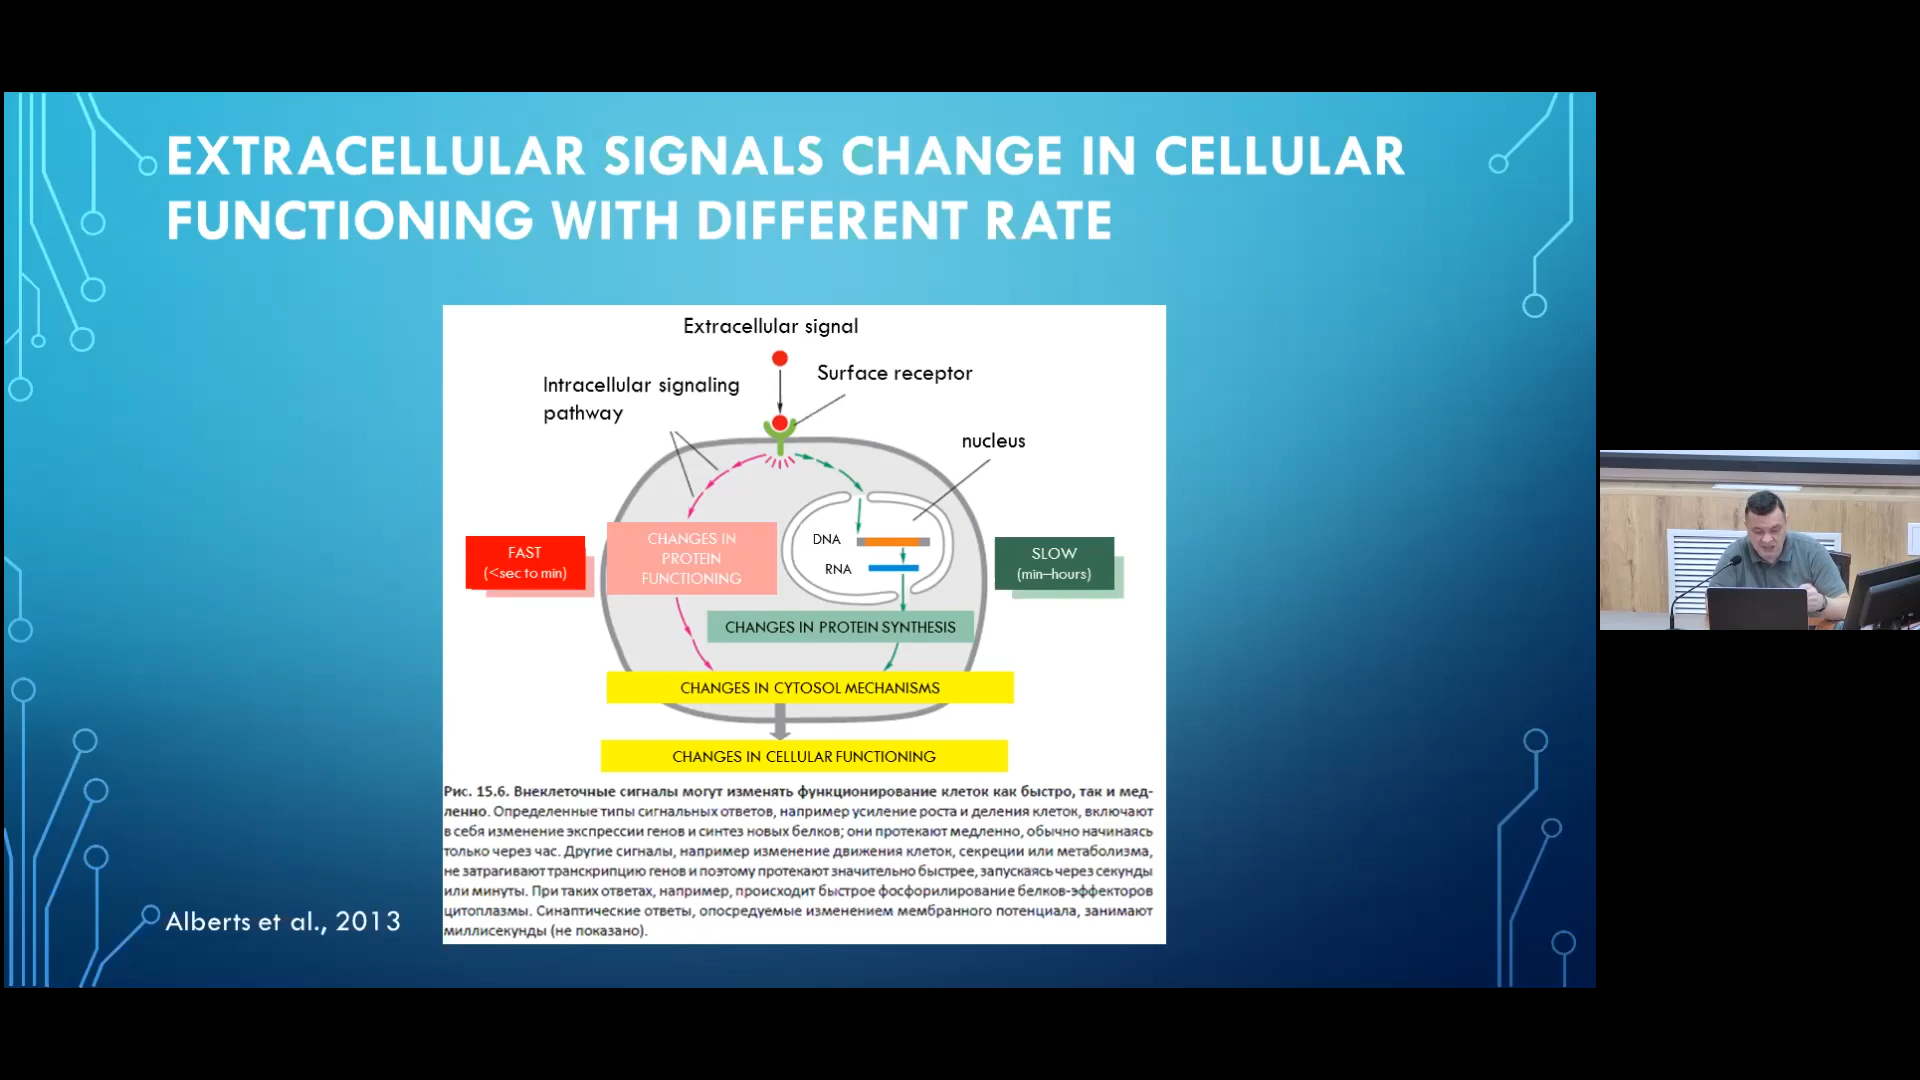 EXTRACELLULAR SIGNALS CHANGE IN CELLULAR
FUNCTIONING WITH DIFFERENT RATE
Extracellular signal
Surface receptor
Intracellular signaling
pathway
nucleus
FAST
(<sec to min)
CHANGES IN
PROTEIN
FUNCTIONING
DNA
RNA
SLOW
(min–hours)
CHANGES IN PROTEIN SYNTHESIS
CHANGES IN CYTOSOL MECHANISMS
CHANGES IN CELLULAR FUNCTIONING
Рис. 15.6. Внеклеточные сигналы могут изменять функционирование клеток как быстро, так и мед-
ленно. Определенные типы сигнальных ответов, например усиление роста и деления клеток, включают
в себя изменение экспрессии генов и синтез новых белков; они протекают медленно, обычно начинаясь
только через час. Другие сигналы, например изменение движения клеток, секреции или метаболизма,
не затрагивают транскрипцию генов и поэтому протекают значительно быстрее, запускаясь через секунды
или минуты. При таких ответах, например, происходит быстрое фосфорилирование белков-эффекторов
цитоплазмы. Синаптические ответы, опосредуемые изменением мембранного потенциала, занимают
миллисекунды (не показано).
Alberts et al., 2013